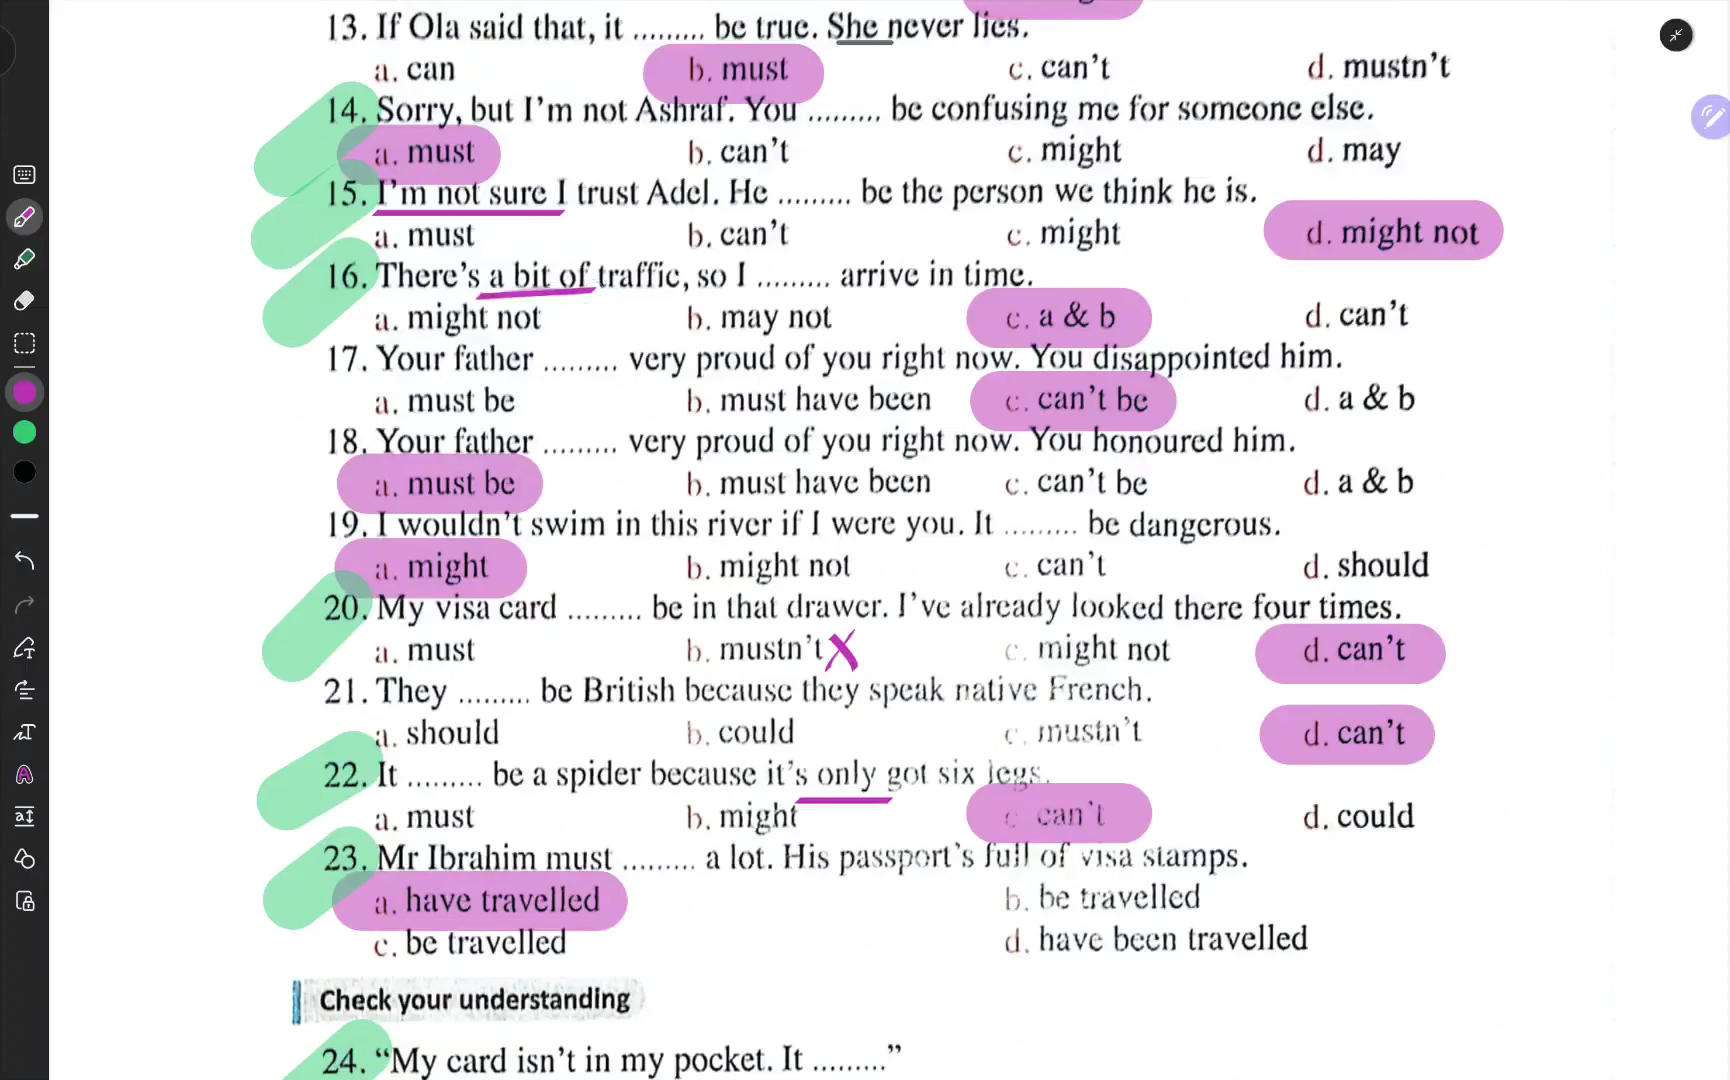 13. If Ola said that, it ......... be true. She never lies.
a. can b. must c. can't d. mustn't
14. Sorry, but I'm not Ashraf. You ......... be confusing me for someone else.
a. must b. can't c. might d. may
15. I'm not sure I trust Adel. He ......... be the person we think he is.
a. must b. can't c. might d. might not
16. There's a bit of traffic, so I ......... arrive in time.
a. might not b. may not c. a & b d. can't
17. Your father ......... very proud of you right now. You disappointed him.
a. must be b. must have been c. can't be d. a & b
18. Your father ......... very proud of you right now. You honoured him.
a. must be b. must have been c. can't be d. a & b
19. I wouldn't swim in this river if I were you. It ......... be dangerous.
a. might b. might not c. can't d. should
20. My visa card ......... be in that drawer. I've already looked there four times.
a. must b. mustn't c. might not d. can't
21. They ......... be British because they speak native French.
a. should b. could c. mustn't d. can't
22. It ......... be a spider because it's only got six legs.
a. must b. might c. can't d. could
23. Mr Ibrahim must ......... a lot. His passport's full of visa stamps.
a. have travelled b. be travelled
c. be travelled d. have been travelled
Check your understanding
24. “My card isn't in my pocket. It .........”